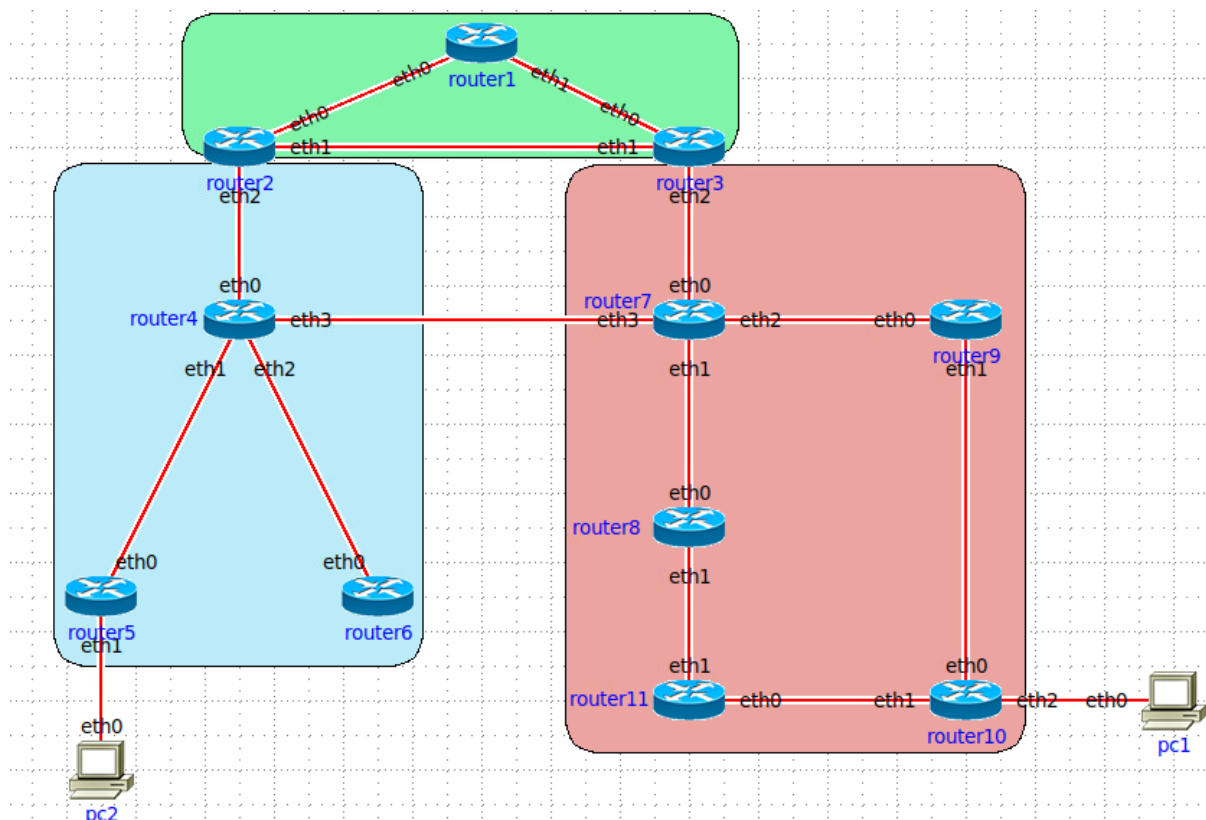 router1
eth0
eth1
eth0
eth0
eth1
eth1
router2
router3
eth2
eth2
eth0
eth0
router7
router4
eth3
eth3
eth2
eth0
router9
eth1
eth2
eth1
eth1
eth0
router8
eth0
eth0
eth1
router5
router6
eth1
eth1
eth0
router11
eth0
eth1
eth2
eth0
router10
pc1
eth0
pc2